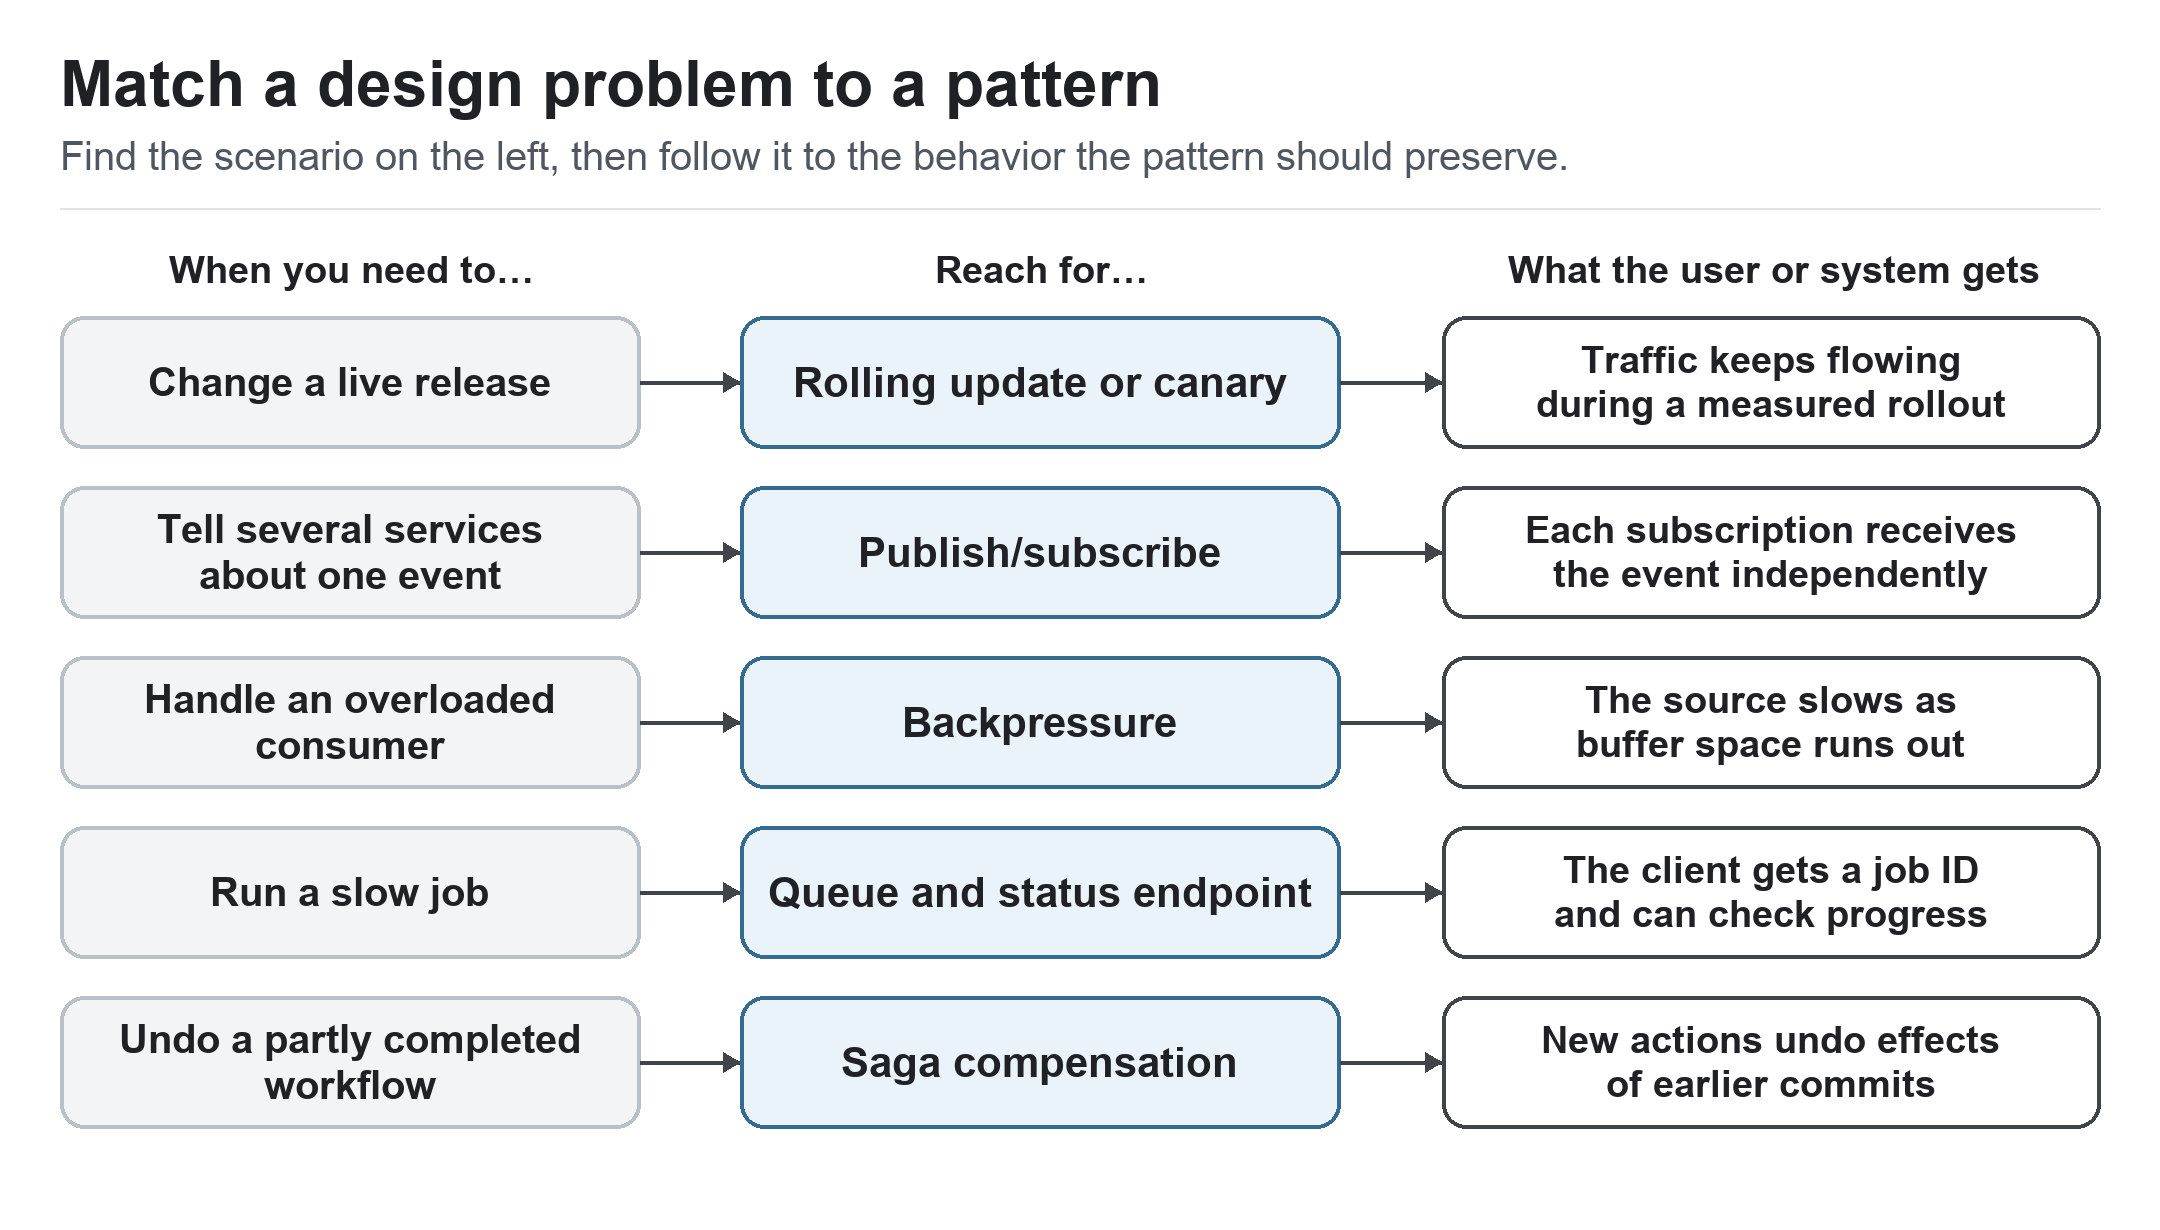 Match a design problem to a pattern
Find the scenario on the left, then follow it to the behavior the pattern should preserve.
When you need to…
Reach for…
What the user or system gets
Change a live release
Rolling update or canary
Traffic keeps flowing
during a measured rollout
Tell several services
about one event
Publish/subscribe
Each subscription receives
the event independently
Handle an overloaded
consumer
Backpressure
The source slows as
buffer space runs out
Run a slow job
Queue and status endpoint
The client gets a job ID
and can check progress
Undo a partly completed
workflow
Saga compensation
New actions undo effects
of earlier commits